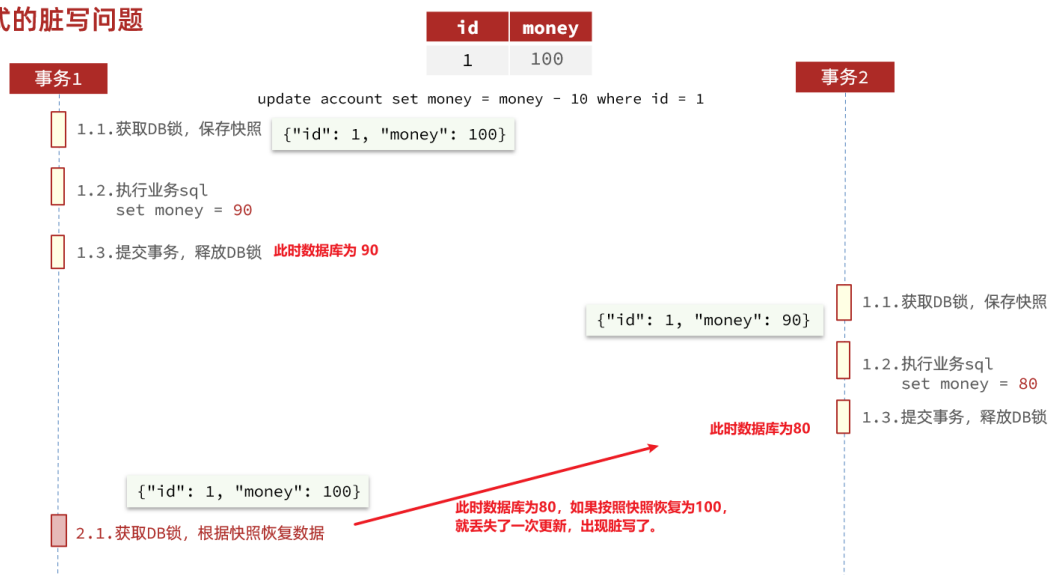 式的脏写问题
id money
1 100
事务1
事务2
update account set money = money - 10 where id = 1
1.1.获取DB锁，保存快照
{"id": 1, "money": 100}
1.2.执行业务sql
set money = 90
1.3.提交事务，释放DB锁
此时数据库为 90
1.1.获取DB锁，保存快照
{"id": 1, "money": 90}
1.2.执行业务sql
set money = 80
1.3.提交事务，释放DB锁
此时数据库为80
{"id": 1, "money": 100}
此时数据库为80，如果按照快照恢复为100，
就丢失了一次更新，出现脏写了。
2.1.获取DB锁，根据快照恢复数据